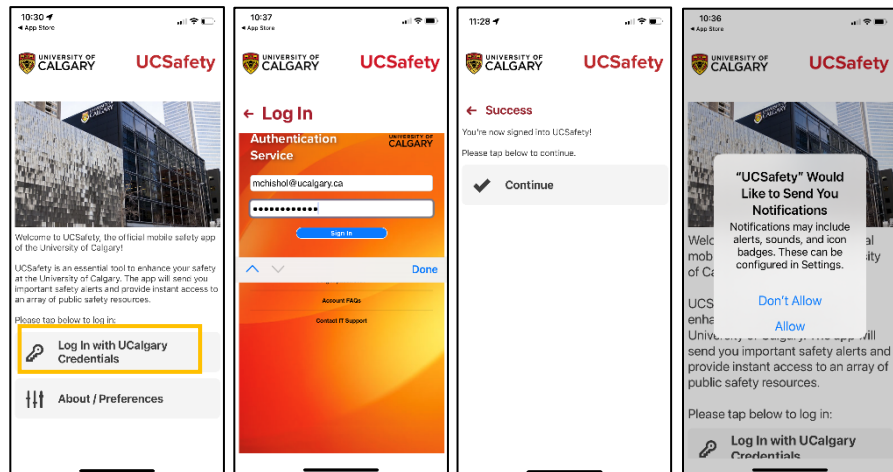 10:30
App Store
UNIVERSITY OF
CALGARY
UCSafety
Welcome to UCSafety, the official mobile safety app
of the University of Calgary!
UCSafety is an essential tool to enhance your safety
at the University of Calgary. The app will send you
important safety alerts and provide instant access to
an array of public safety resources.
Please tap below to log in:
Log In with UCalgary
Credentials
About / Preferences
10:37
App Store
UNIVERSITY OF
CALGARY
UCSafety
Log In
Authentication
Service
UNIVERSITY OF
CALGARY
mchishol@ucalgary.ca
Sign In
Done
Account FAQs
Contact IT Support
11:28
UNIVERSITY OF
CALGARY
UCSafety
Success
You're now signed into UCSafety!
Please tap below to continue.
Continue
10:36
App Store
UNIVERSITY OF
CALGARY
UCSafety
"UCSafety" Would
Like to Send You
Notifications
Notifications may include
alerts, sounds, and icon
badges. These can be
configured in Settings.
Don't Allow
Allow
send you important safety alerts and
provide instant access to an array of
public safety resources.
Please tap below to log in:
Log In with UCalgary
Credentials